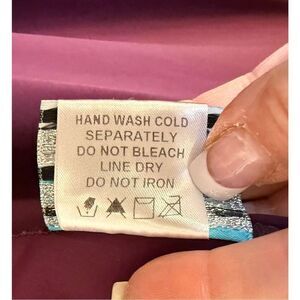 HAND WASH COLD
SEPARATELY
DO NOT BLEACH
LINE DRY
DO NOT IRON